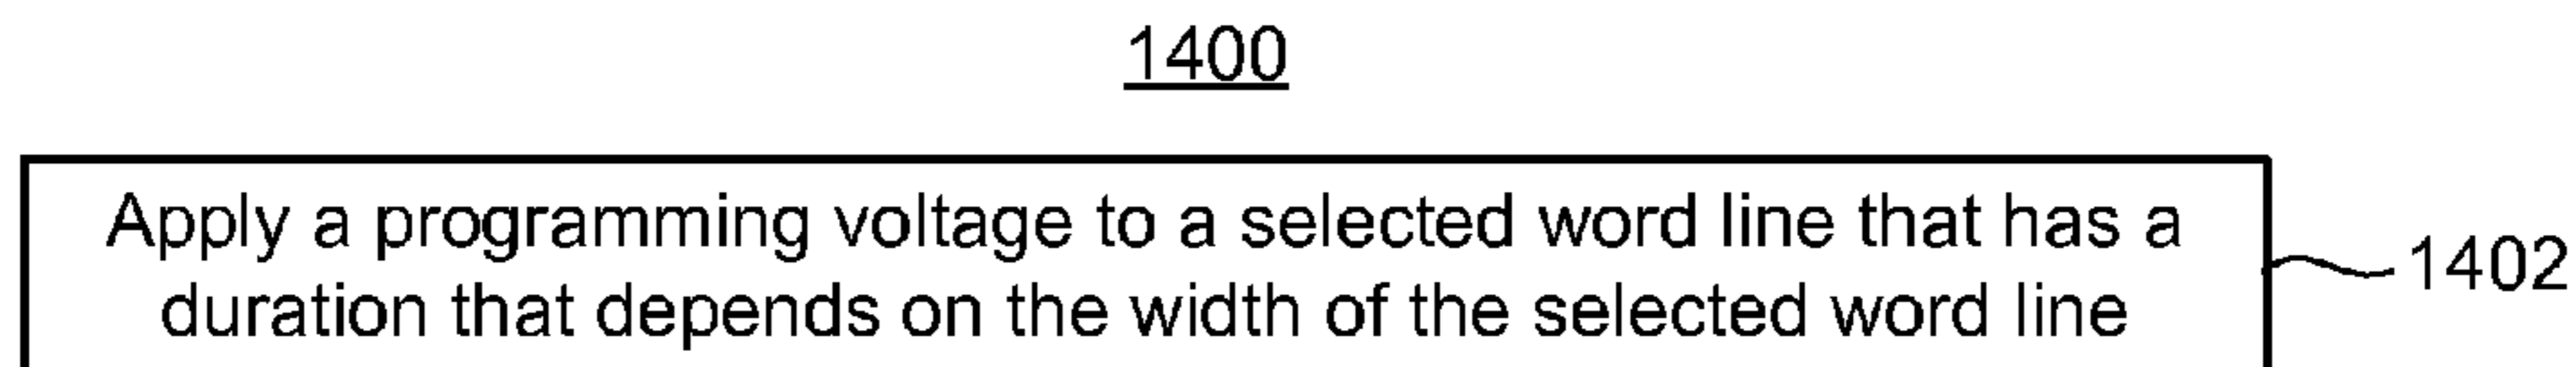 1400
Apply a programming voltage to a selected word line that has a
duration that depends on the width of the selected word line
1402